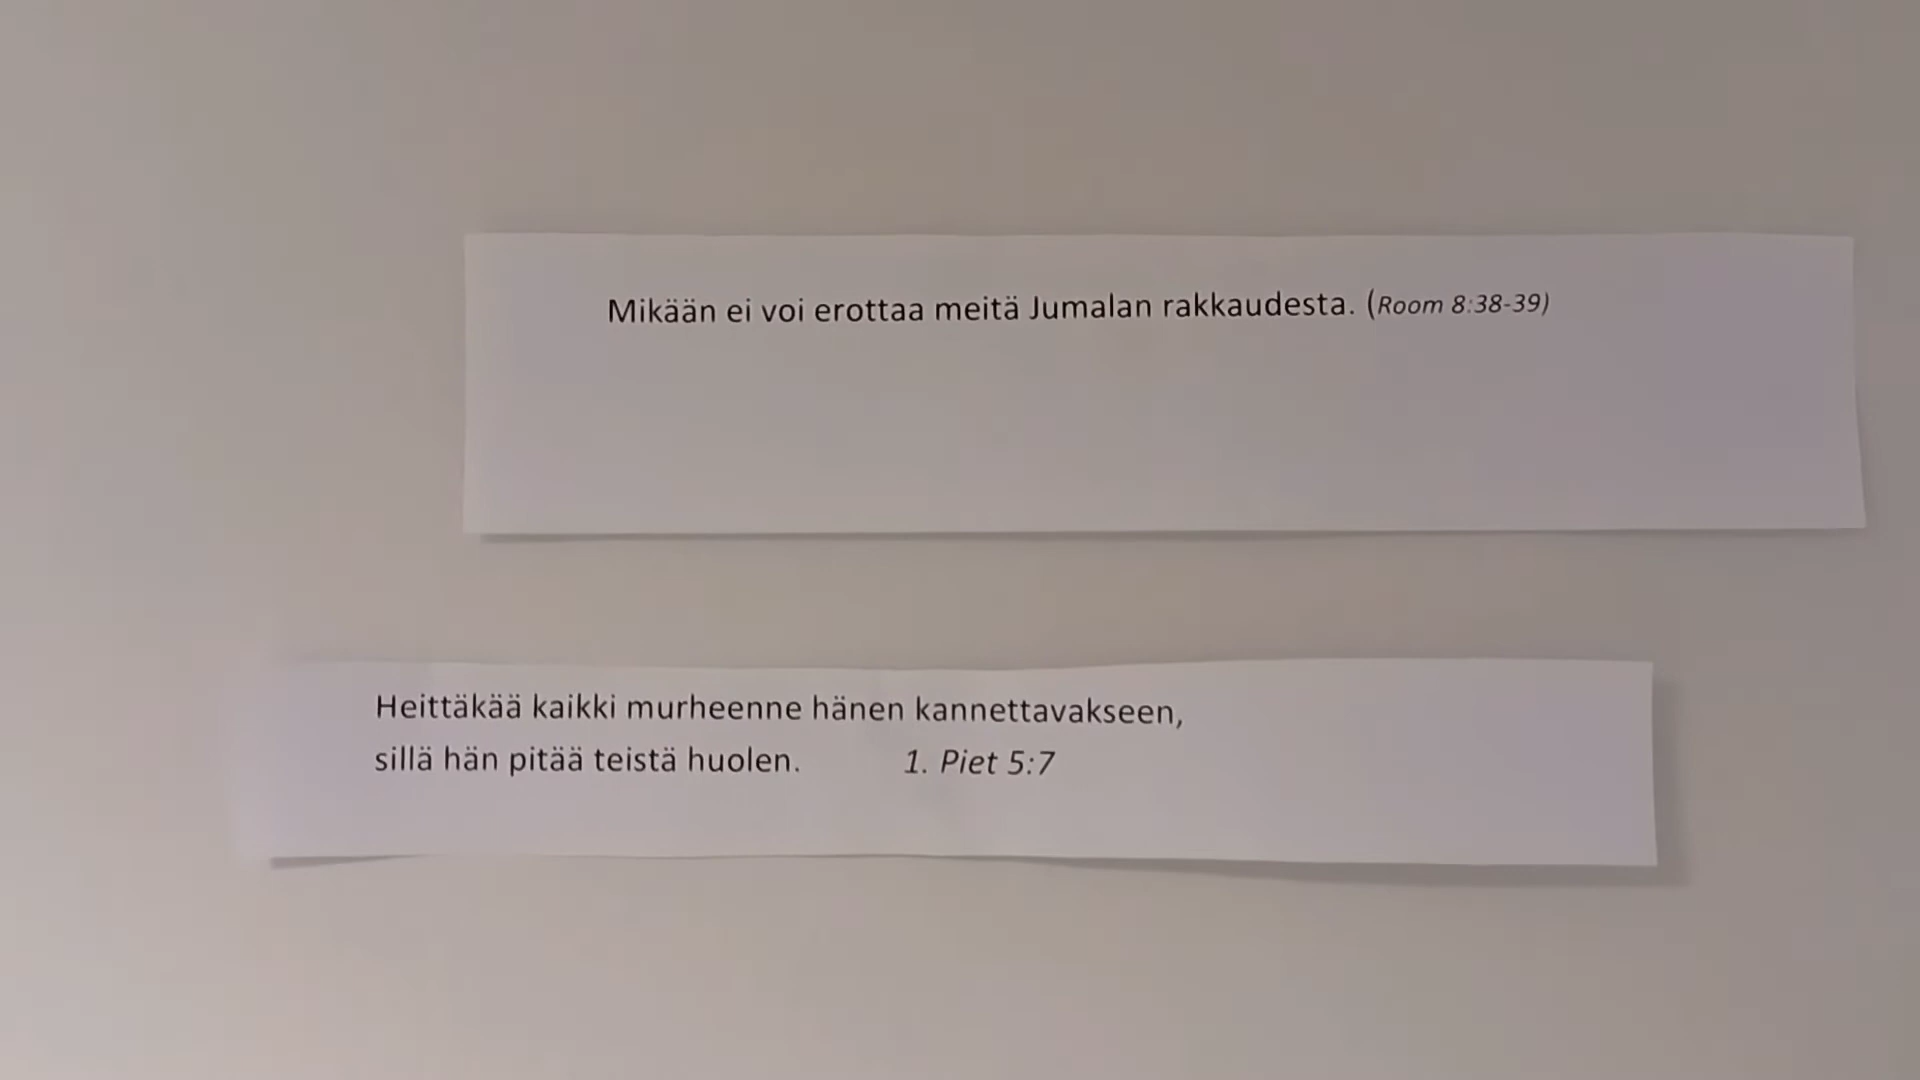 Mikään ei voi erottaa meitä Jumalan rakkaudesta. (Room 8:38-39)
Heittäkää kaikki murheenne hänen kannettavakseen,
sillä hän pitää teistä huolen. 1. Piet 5:7